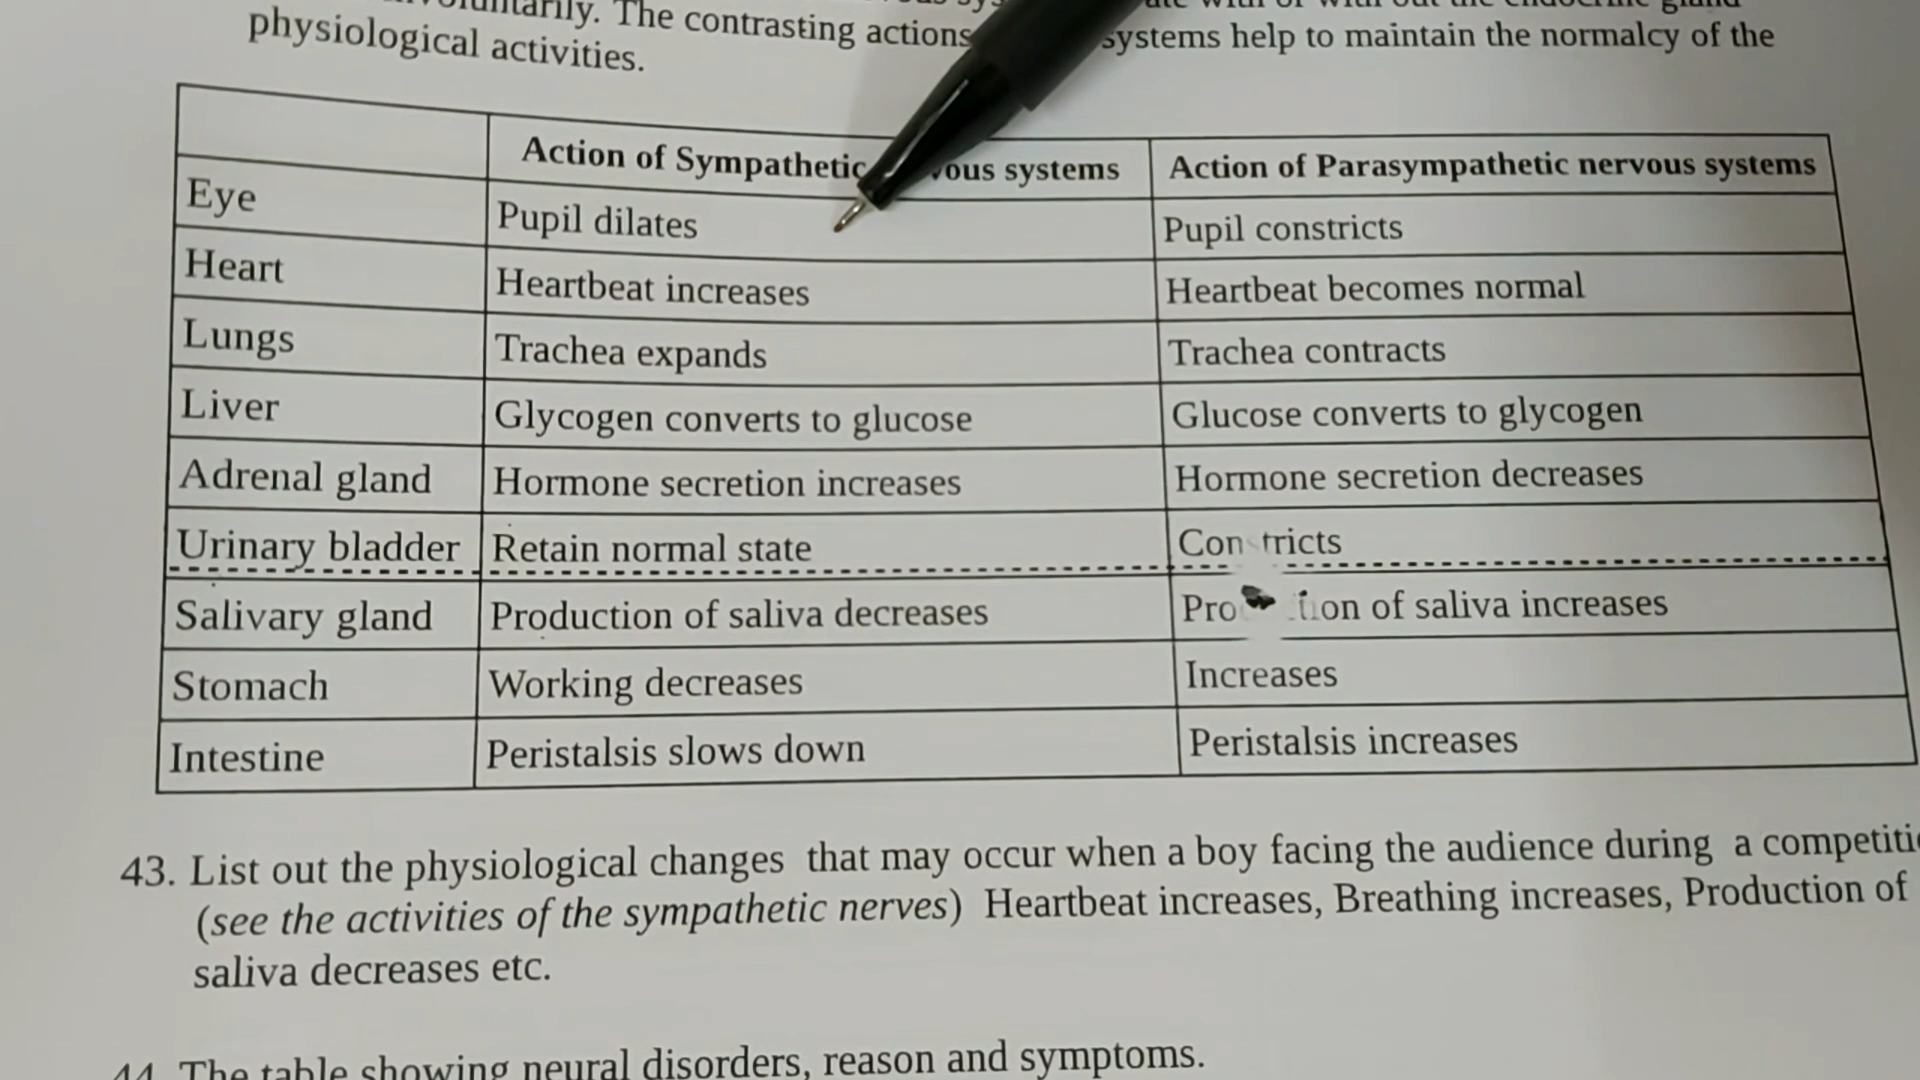 The contrasting actions systems help to maintain the normalcy of the
physiological activities.
Action of Sympathetic systems Action of Parasympathetic nervous systems
Eye Pupil dilates Pupil constricts
Heart Heartbeat increases Heartbeat becomes normal
Lungs Trachea expands Trachea contracts
Liver Glycogen converts to glucose Glucose converts to glycogen
Adrenal gland Hormone secretion increases Hormone secretion decreases
Urinary bladder Retain normal state Constricts
Salivary gland Production of saliva decreases of saliva increases
Stomach Working decreases Increases
Intestine Peristalsis slows down Peristalsis increases
43. List out the physiological changes that may occur when a boy facing the audience during a
(see the activities of the sympathetic nerves) Heartbeat increases, Breathing increases, Production of
saliva decreases etc.
44. The table showing neural disorders, reason and symptoms.